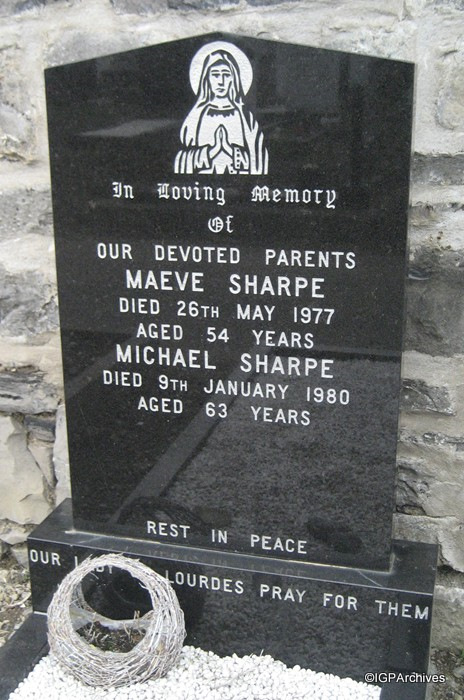 In Loving Memory
Of
OUR DEVOTED PARENTS
MAEVE SHARPE
DIED 26TH MAY 1977
AGED 54 YEARS
MICHAEL SHARPE
DIED 9TH JANUARY 1980
AGED 63 YEARS
REST IN PEACE
OUR LOURDES PRAY FOR THEM
©IGPArchives